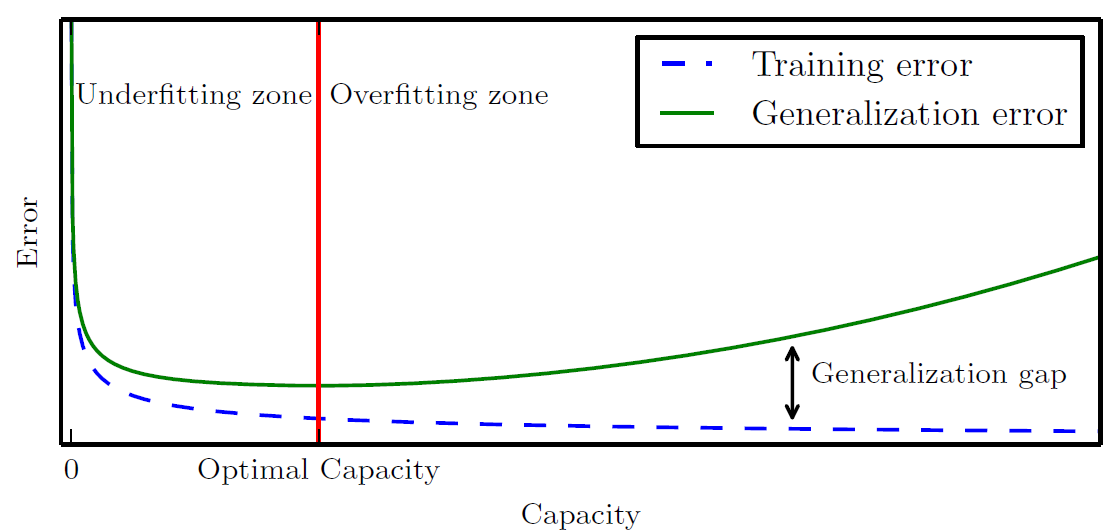 Training error
Generalization error
Underfitting zone
Overfitting zone
Error
Generalization gap
0
Optimal Capacity
Capacity